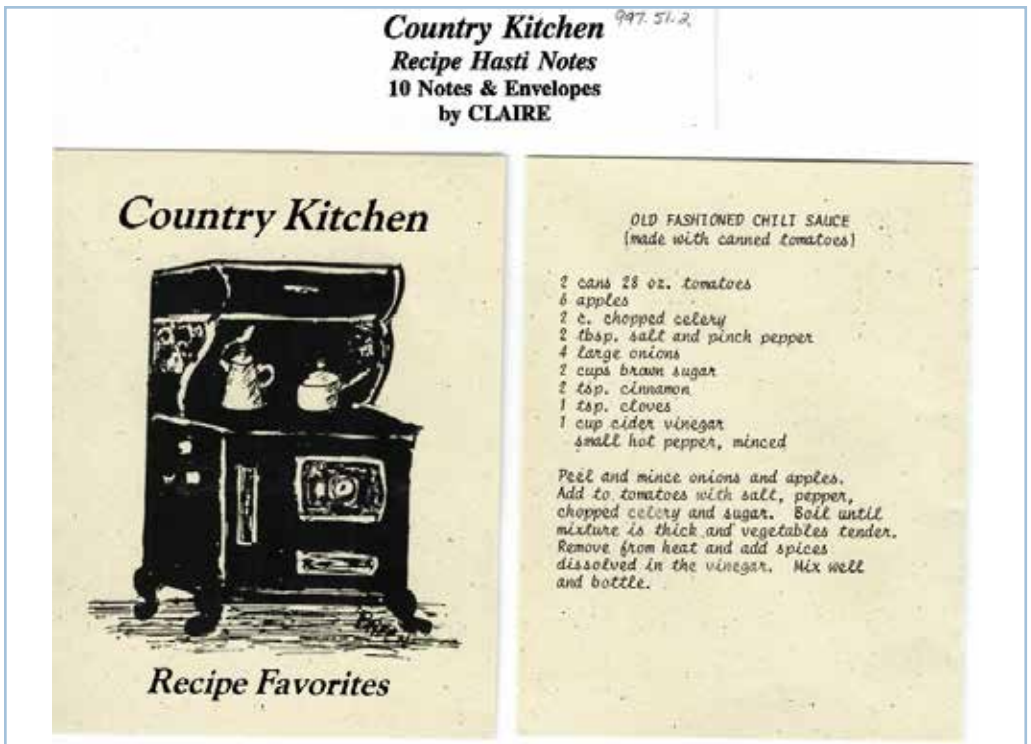 Country Kitchen 997.51.2
Recipe Hasti Notes
10 Notes & Envelopes
by CLAIRE
Country Kitchen
Recipe Favorites
OLD FASHIONED CHILI SAUCE
(made with canned tomatoes)
2 cans 28 oz. tomatoes
6 apples
2 c. chopped celery
2 tbsp. salt and pinch pepper
4 large onions
2 cups brown sugar
2 tsp. cinnamon
1 tsp. cloves
1 cup cider vinegar
small hot pepper, minced
Peel and mince onions and apples.
Add to tomatoes with salt, pepper,
chopped celery and sugar. Boil until
mixture is thick and vegetables tender.
Remove from heat and add spices
dissolved in the vinegar. Mix well
and bottle.